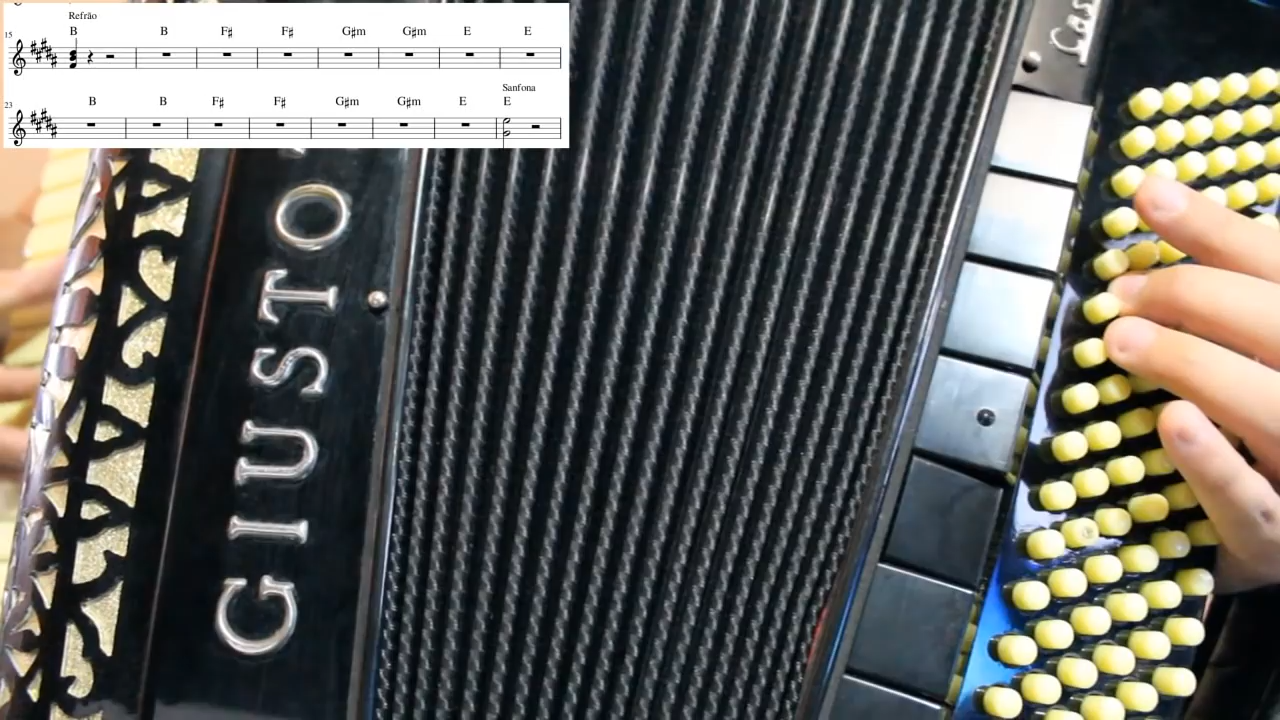 Refrão
B B F♯ F♯ G♯m G♯m E E
15
Sanfona
B B F♯ F♯ G♯m G♯m E E
23
GIUSTO